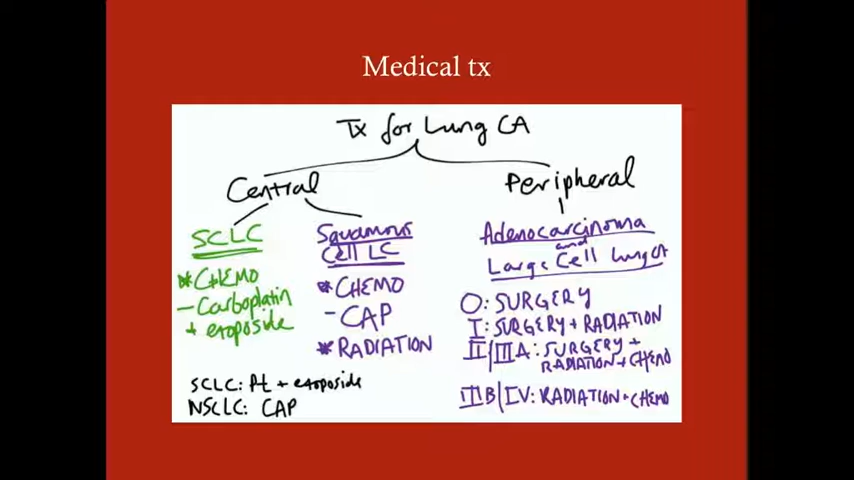 Medical tx
Tx for Lung CA
Central
Peripheral
SCLC
* CHEMO
- Carboplatin
+ etoposide
Squamous
Cell LC
* CHEMO
- CAP
* RADIATION
Adenocarcinoma
and
Large Cell Lung CA
O: SURGERY
I: SURGERY + RADIATION
II/IIIA: SURGERY +
RADIATION + CHEMO
IIIB/IV: RADIATION + CHEMO
SCLC: Pt + etoposide
NSCLC: CAP